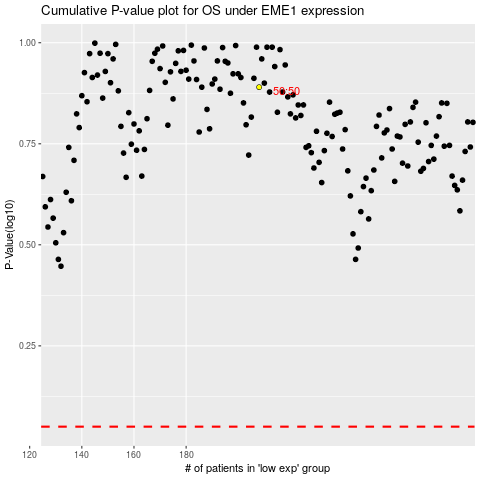 Cumulative P-value plot for OS under EME1 expression
P-Value(log10)
1.00
0.75
0.50
0.25
50:50
120 140 160 180
# of patients in 'low exp' group